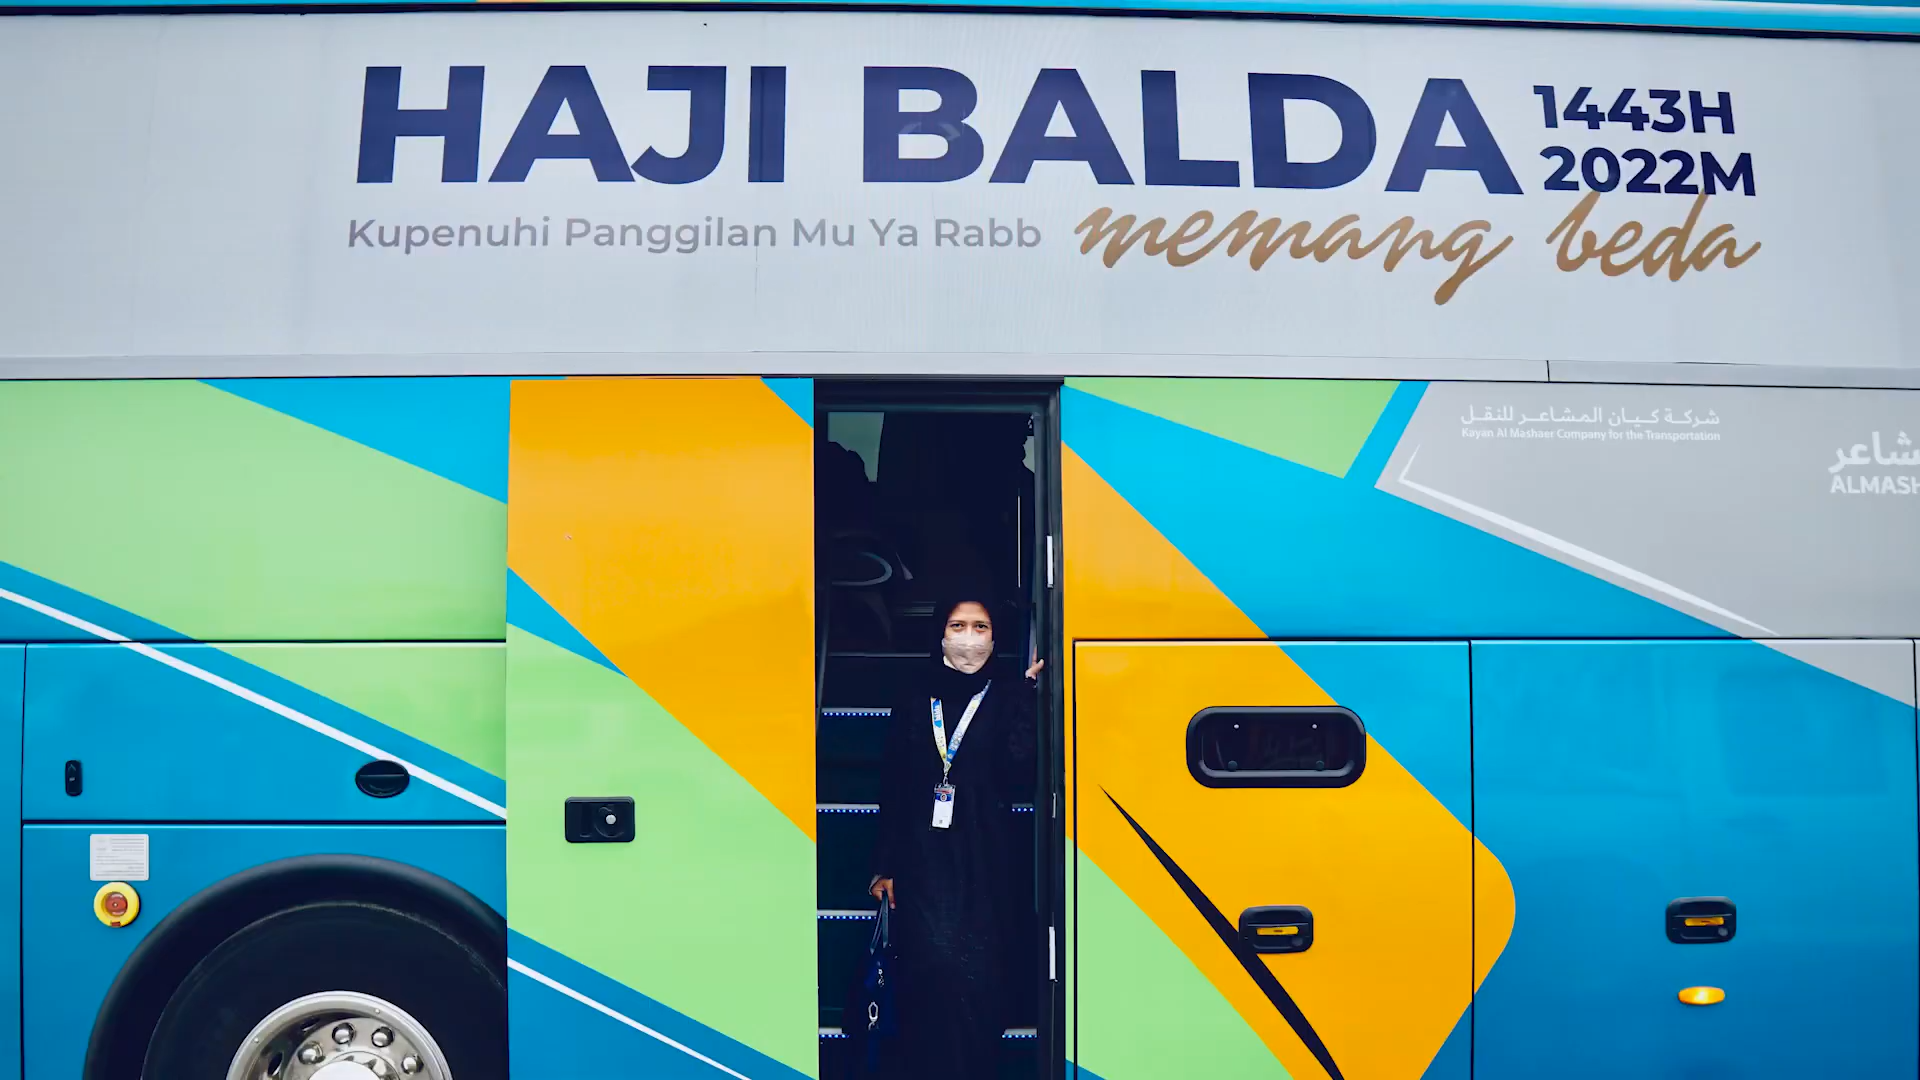 HAJI BALDA 1443H
2022M
Kupenuhi Panggilan Mu Ya Rabb memang beda
شركة كيان المشاعر للنقل
Kayan Al Mashaer Company for the Transportation